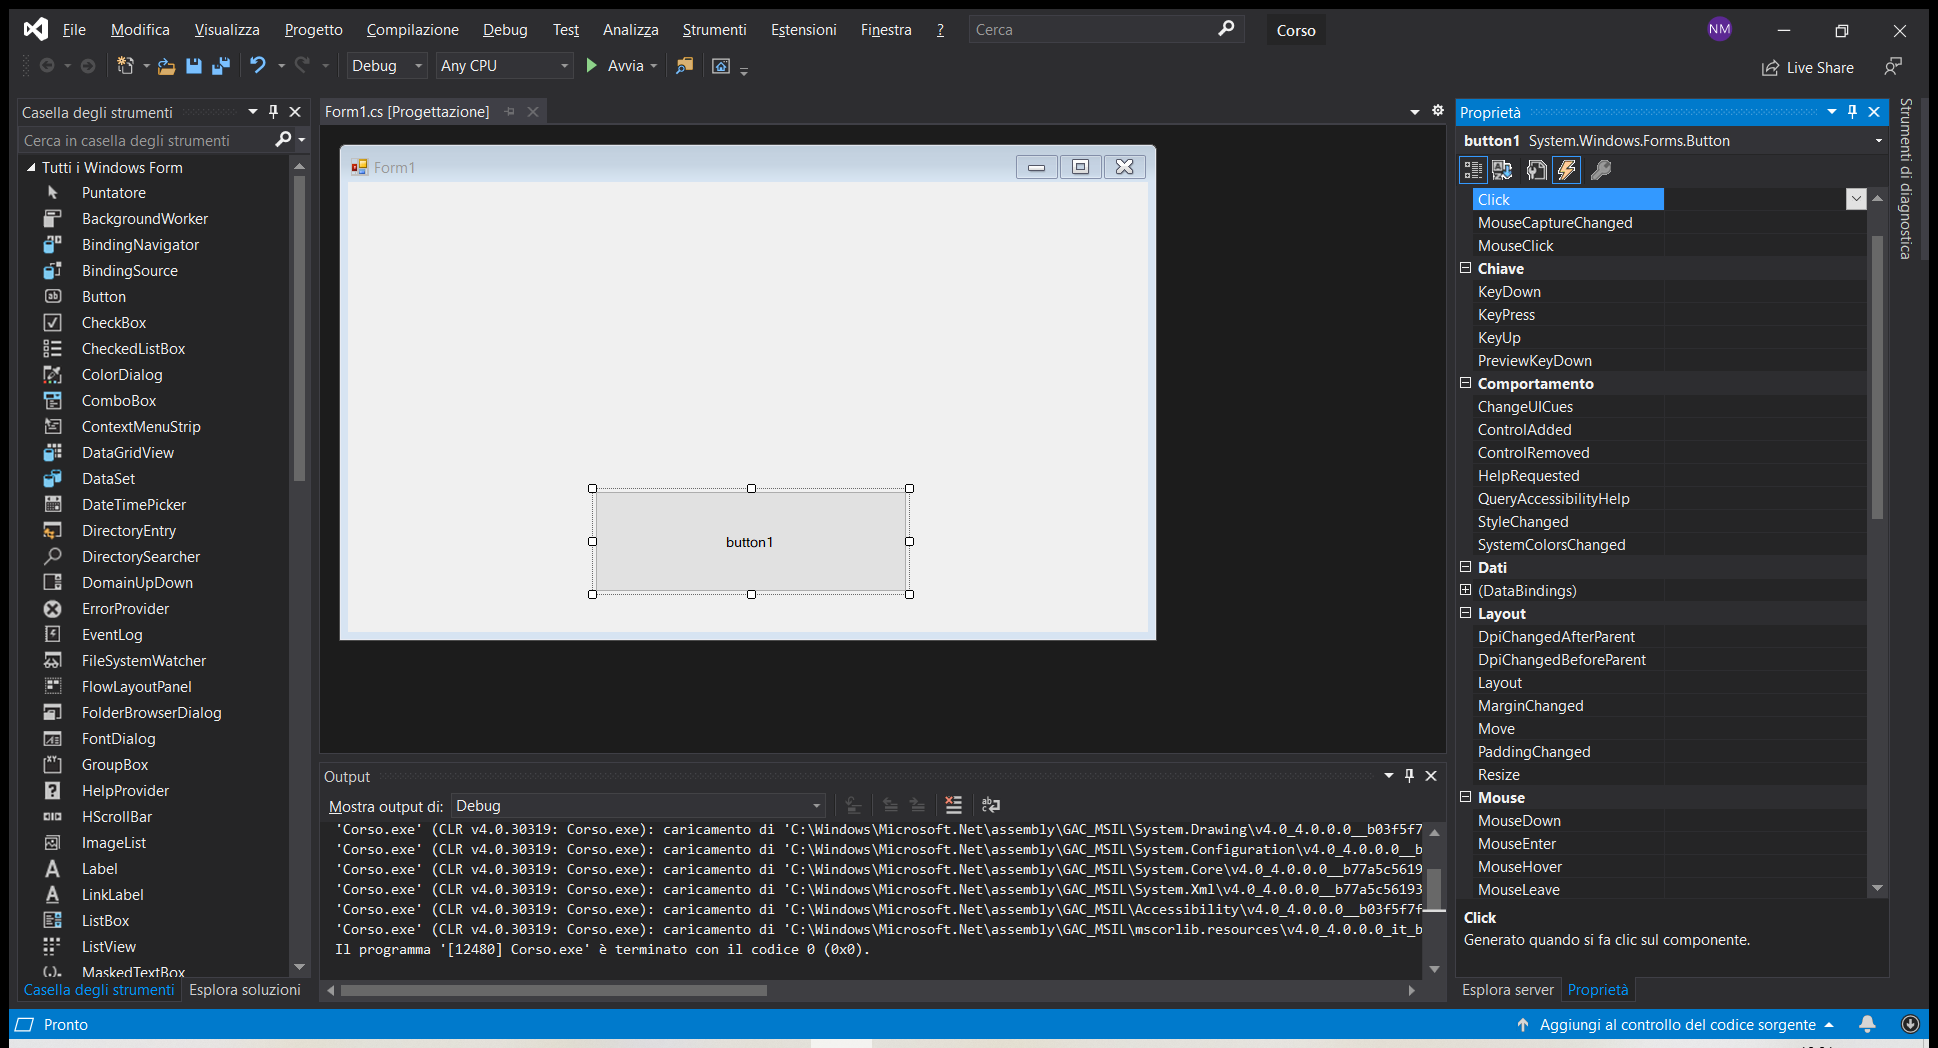 File Modifica Visualizza Progetto Compilazione Debug Test Analizza Strumenti Estensioni Finestra ? Cerca Corso NM
Debug Any CPU Avvia Live Share
Casella degli strumenti
Cerca in casella degli strumenti
Tutti i Windows Form
Puntatore
BackgroundWorker
BindingNavigator
BindingSource
Button
CheckBox
CheckedListBox
ColorDialog
ComboBox
ContextMenuStrip
DataGridView
DataSet
DateTimePicker
DirectoryEntry
DirectorySearcher
DomainUpDown
ErrorProvider
EventLog
FileSystemWatcher
FlowLayoutPanel
FolderBrowserDialog
FontDialog
GroupBox
HelpProvider
HScrollBar
ImageList
Label
LinkLabel
ListBox
ListView
MaskedTextBox
Casella degli strumenti Esplora soluzioni
Form1.cs [Progettazione]
Form1
button1
Output
Mostra output di: Debug
'Corso.exe' (CLR v4.0.30319: Corso.exe): caricamento di 'C:\Windows\Microsoft.Net\assembly\GAC_MSIL\System.Drawing\v4.0_4.0.0.0__b03f5f7
'Corso.exe' (CLR v4.0.30319: Corso.exe): caricamento di 'C:\Windows\Microsoft.Net\assembly\GAC_MSIL\System.Configuration\v4.0_4.0.0.0__b
'Corso.exe' (CLR v4.0.30319: Corso.exe): caricamento di 'C:\Windows\Microsoft.Net\assembly\GAC_MSIL\System.Core\v4.0_4.0.0.0__b77a5c5619
'Corso.exe' (CLR v4.0.30319: Corso.exe): caricamento di 'C:\Windows\Microsoft.Net\assembly\GAC_MSIL\System.Xml\v4.0_4.0.0.0__b77a5c56193
'Corso.exe' (CLR v4.0.30319: Corso.exe): caricamento di 'C:\Windows\Microsoft.Net\assembly\GAC_MSIL\Accessibility\v4.0_4.0.0.0__b03f5f7f
'Corso.exe' (CLR v4.0.30319: Corso.exe): caricamento di 'C:\Windows\Microsoft.Net\assembly\GAC_MSIL\mscorlib.resources\v4.0_4.0.0.0_it_b
Il programma '[12480] Corso.exe' è terminato con il codice 0 (0x0).
Proprietà
button1 System.Windows.Forms.Button
Click
MouseCaptureChanged
MouseClick
Chiave
KeyDown
KeyPress
KeyUp
PreviewKeyDown
Comportamento
ChangeUICues
ControlAdded
ControlRemoved
HelpRequested
QueryAccessibilityHelp
StyleChanged
SystemColorsChanged
Dati
(DataBindings)
Layout
DpiChangedAfterParent
DpiChangedBeforeParent
Layout
MarginChanged
Move
PaddingChanged
Resize
Mouse
MouseDown
MouseEnter
MouseHover
MouseLeave
Click
Generato quando si fa clic sul componente.
Esplora server Proprietà
Strumenti di diagnostica
Pronto Aggiungi al controllo del codice sorgente